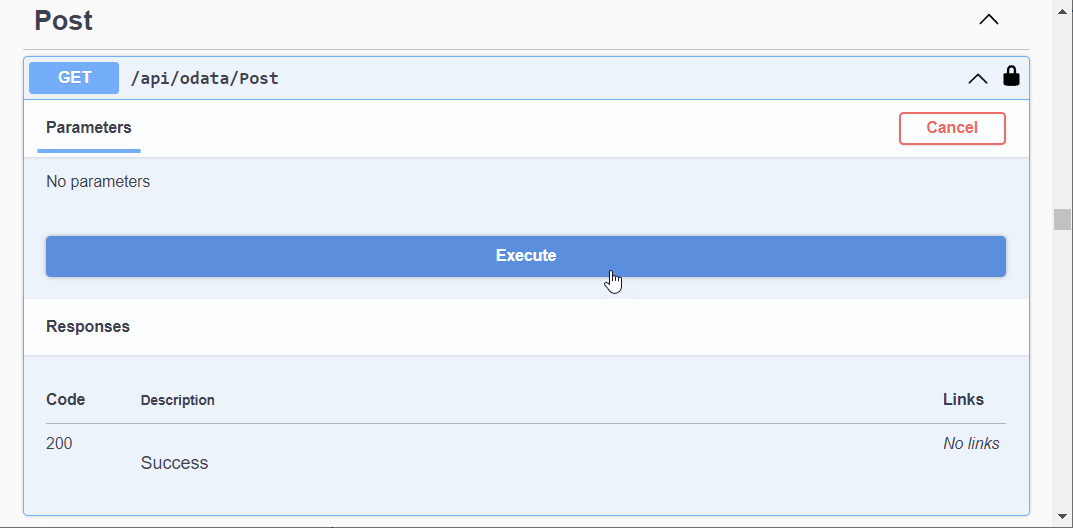 Post
GET /api/odata/Post
Parameters Cancel
No parameters
Execute
Responses
Code Description Links
200 No links
Success